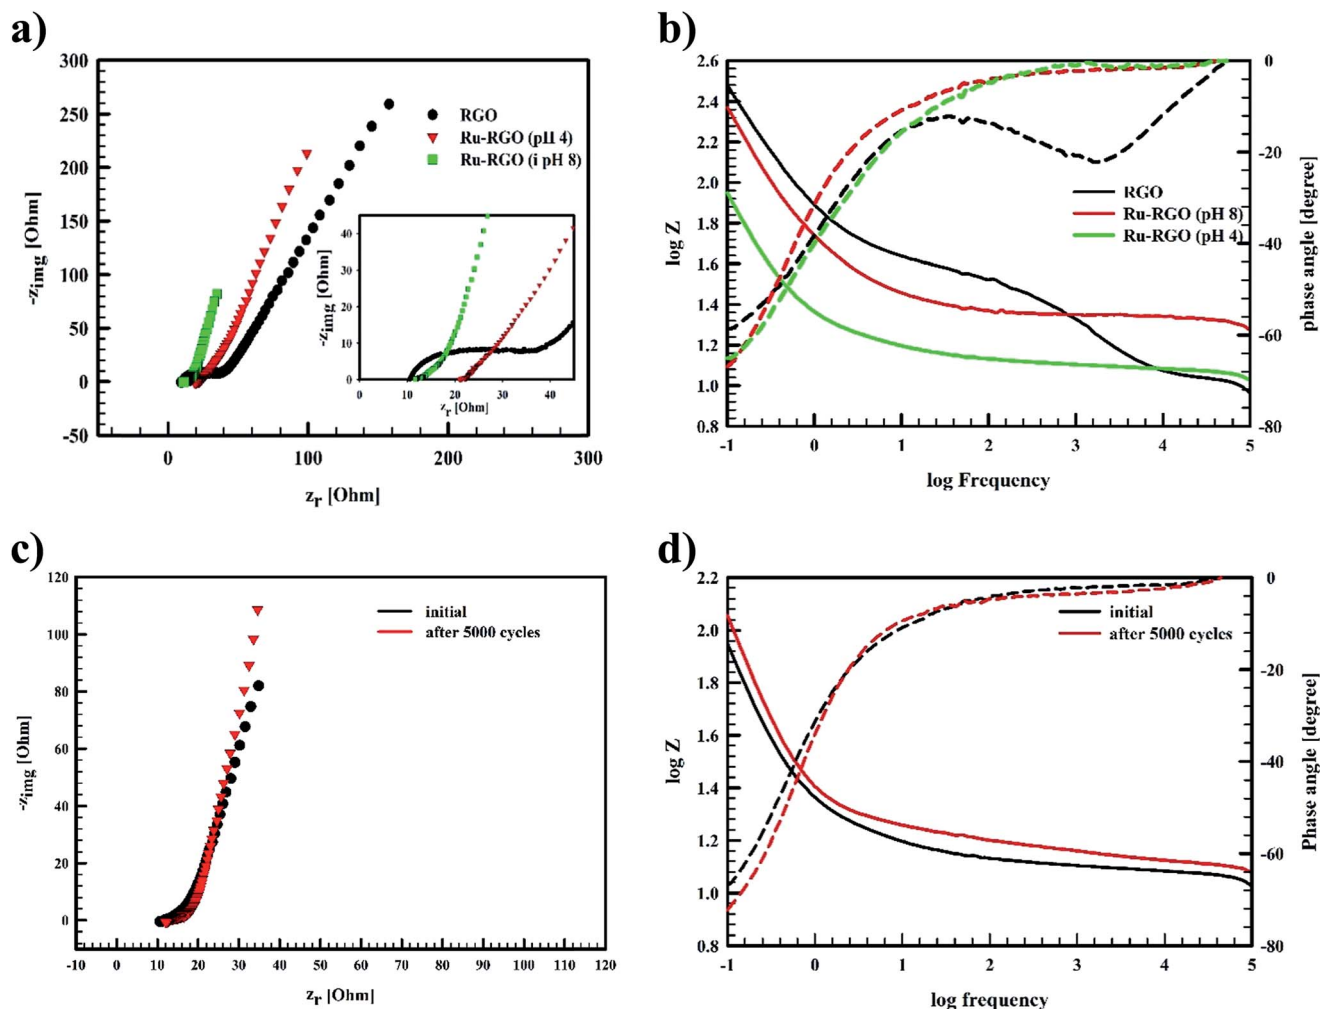 a)
300
250
200
150
100
50
0
-50
-z_img [Ohm]
RGO
Ru-RGO (pH 4)
Ru-RGO (i pH 8)
40
30
20
10
0
-z_img [Ohm]
0 10 20 30 40
z_r [Ohm]
0 100 200 300
z_r [Ohm]
b)
2.6
2.4
2.2
2.0
1.8
1.6
1.4
1.2
1.0
0.8
log Z
RGO
Ru-RGO (pH 8)
Ru-RGO (pH 4)
0
-20
-40
-60
-80
phase angle [degree]
-1 0 1 2 3 4 5
log Frequency
c)
120
100
80
60
40
20
0
-z_img [Ohm]
initial
after 5000 cycles
-10 0 10 20 30 40 50 60 70 80 90 100 110 120
z_r [Ohm]
d)
2.2
2.0
1.8
1.6
1.4
1.2
1.0
0.8
log Z
initial
after 5000 cycles
0
-20
-40
-60
-80
Phase angle [degree]
-1 0 1 2 3 4 5
log frequency